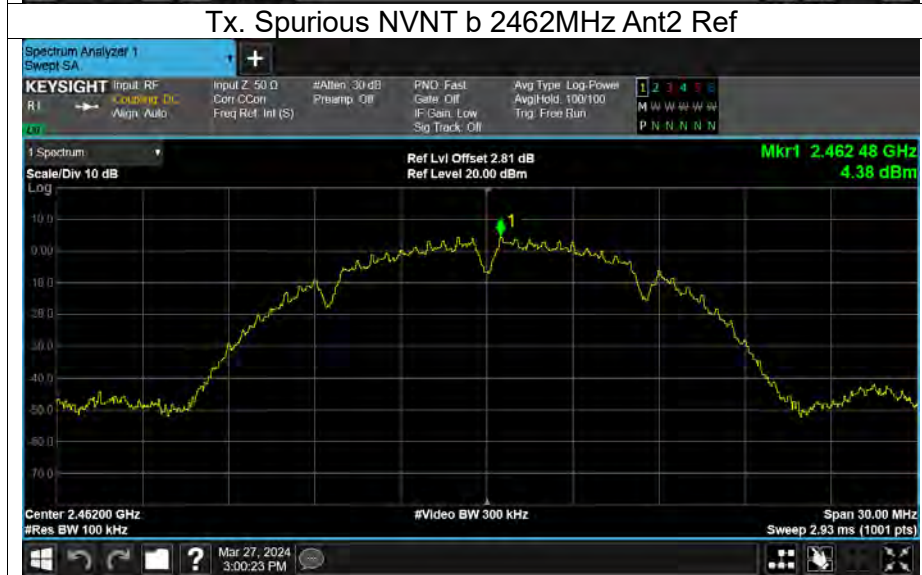 Tx. Spurious NVNT b 2462MHz Ant2 Ref
Spectrum Analyzer 1
Swept SA
+
KEYSIGHT Input: RF Input Z: 50 Ω #Atten: 30 dB PNO: Fast Avg Type: Log-Power 1 2 3 4 5 6
Coupling: DC Corr CCorr Preamp: Off Gate: Off Avg|Hold: 100/100 M W W W W W
Align: Auto Freq Ref: Int (S) IF Gain: Low Trig: Free Run
Sig Track: Off P N N N N N
1 Spectrum Ref Lvl Offset 2.81 dB Mkr1 2.462 48 GHz
Scale/Div 10 dB Ref Level 20.00 dBm 4.38 dBm
Log
10.0
1
0.00
-10.0
-20.0
-30.0
-40.0
-50.0
-60.0
-70.0
Center 2.46200 GHz #Video BW 300 kHz Span 30.00 MHz
#Res BW 100 kHz Sweep 2.93 ms (1001 pts)
? Mar 27, 2024
3:00:23 PM